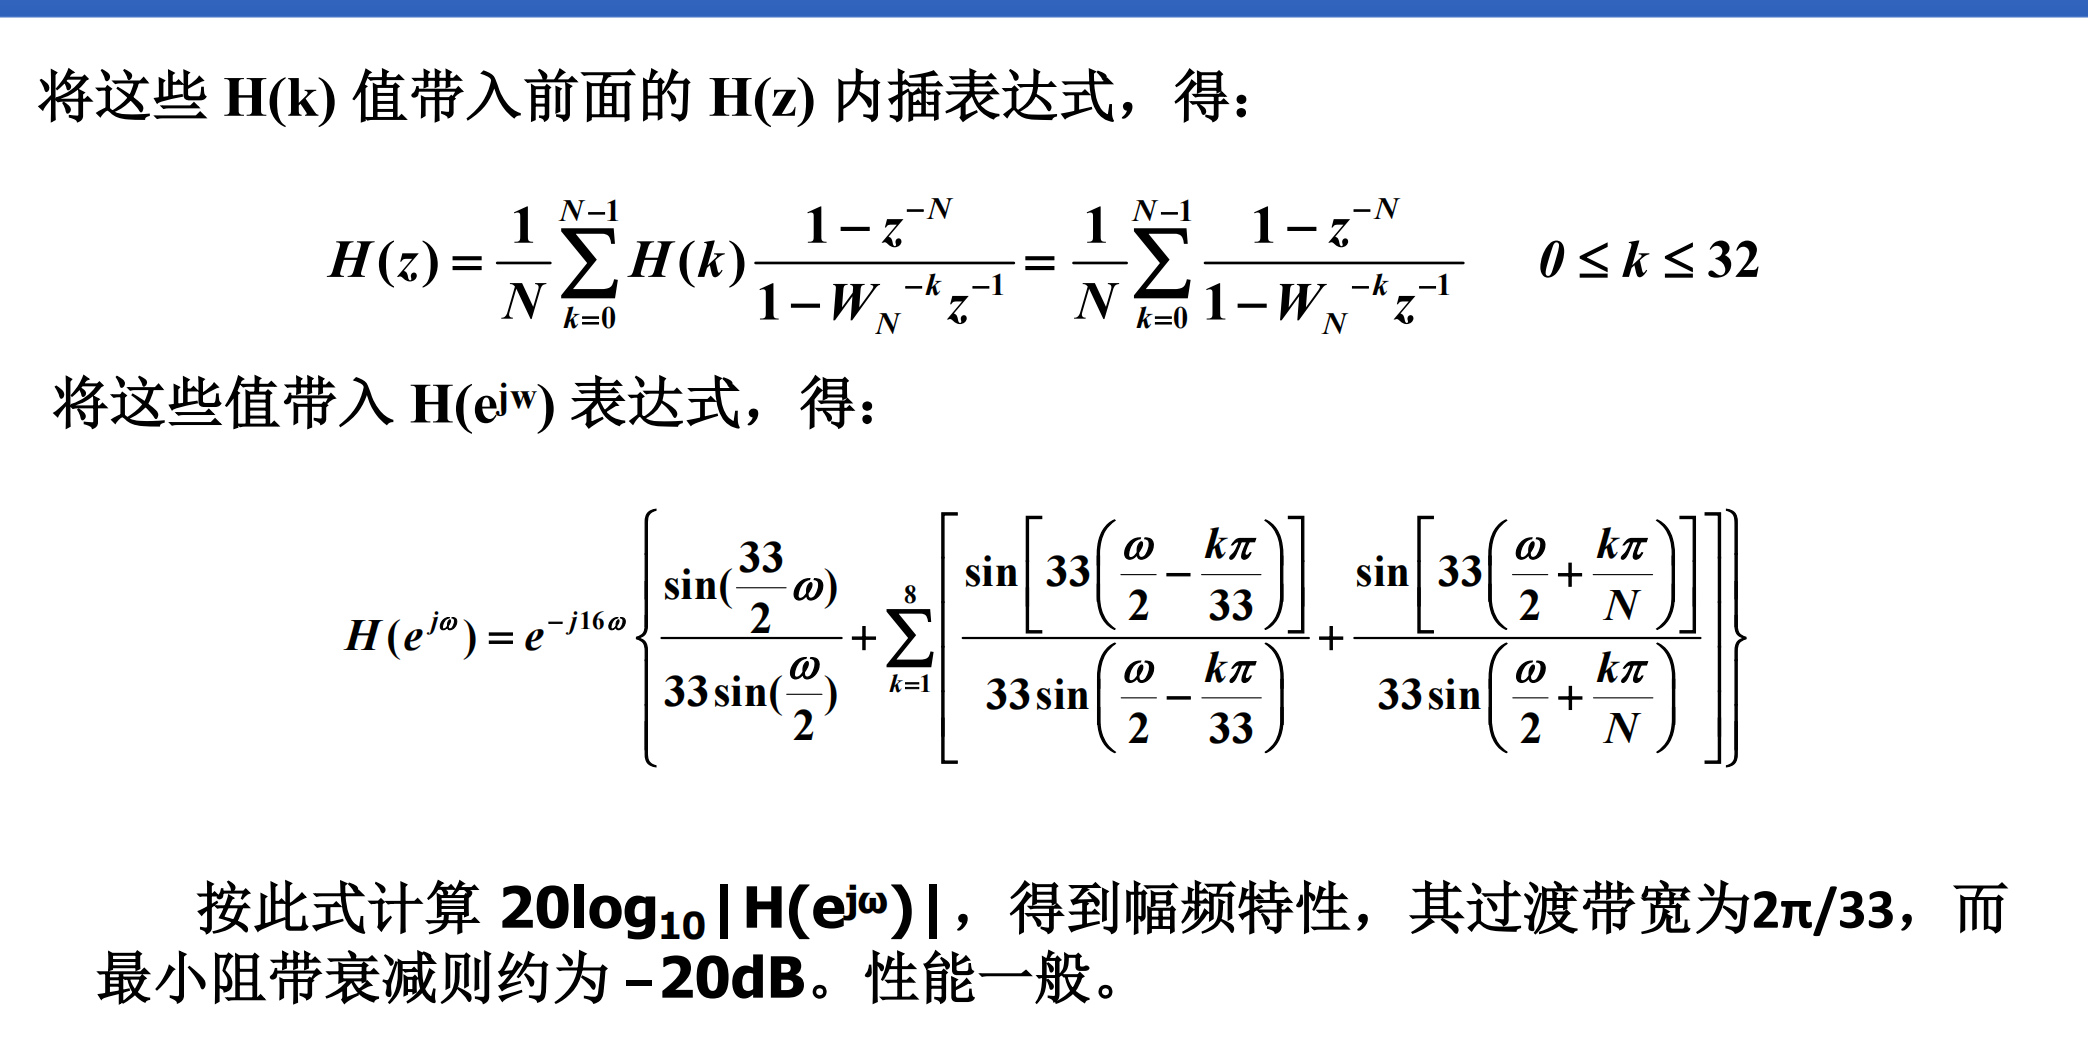 将这些 H(k) 值带入前面的 H(z) 内插表达式，得：
$H(z) = \frac{1}{N} \sum_{k=0}^{N-1} H(k) \frac{1 - z^{-N}}{1 - W_N^{-k} z^{-1}} = \frac{1}{N} \sum_{k=0}^{N-1} \frac{1 - z^{-N}}{1 - W_N^{-k} z^{-1}} \quad 0 \le k \le 32$
将这些值带入 H(e^{jw}) 表达式，得：
$H(e^{j\omega}) = e^{-j16\omega} \left\{ \frac{\sin(\frac{33}{2}\omega)}{33\sin(\frac{\omega}{2})} + \sum_{k=1}^{8} \left[ \frac{\sin\left[33\left(\frac{\omega}{2} - \frac{k\pi}{33}\right)\right]}{33\sin\left(\frac{\omega}{2} - \frac{k\pi}{33}\right)} + \frac{\sin\left[33\left(\frac{\omega}{2} + \frac{k\pi}{N}\right)\right]}{33\sin\left(\frac{\omega}{2} + \frac{k\pi}{N}\right)} \right] \right\}$
按此式计算 20log₁₀|H(e^{jω})|，得到幅频特性，其过渡带宽为2π/33，而
最小阻带衰减则约为 –20dB。性能一般。